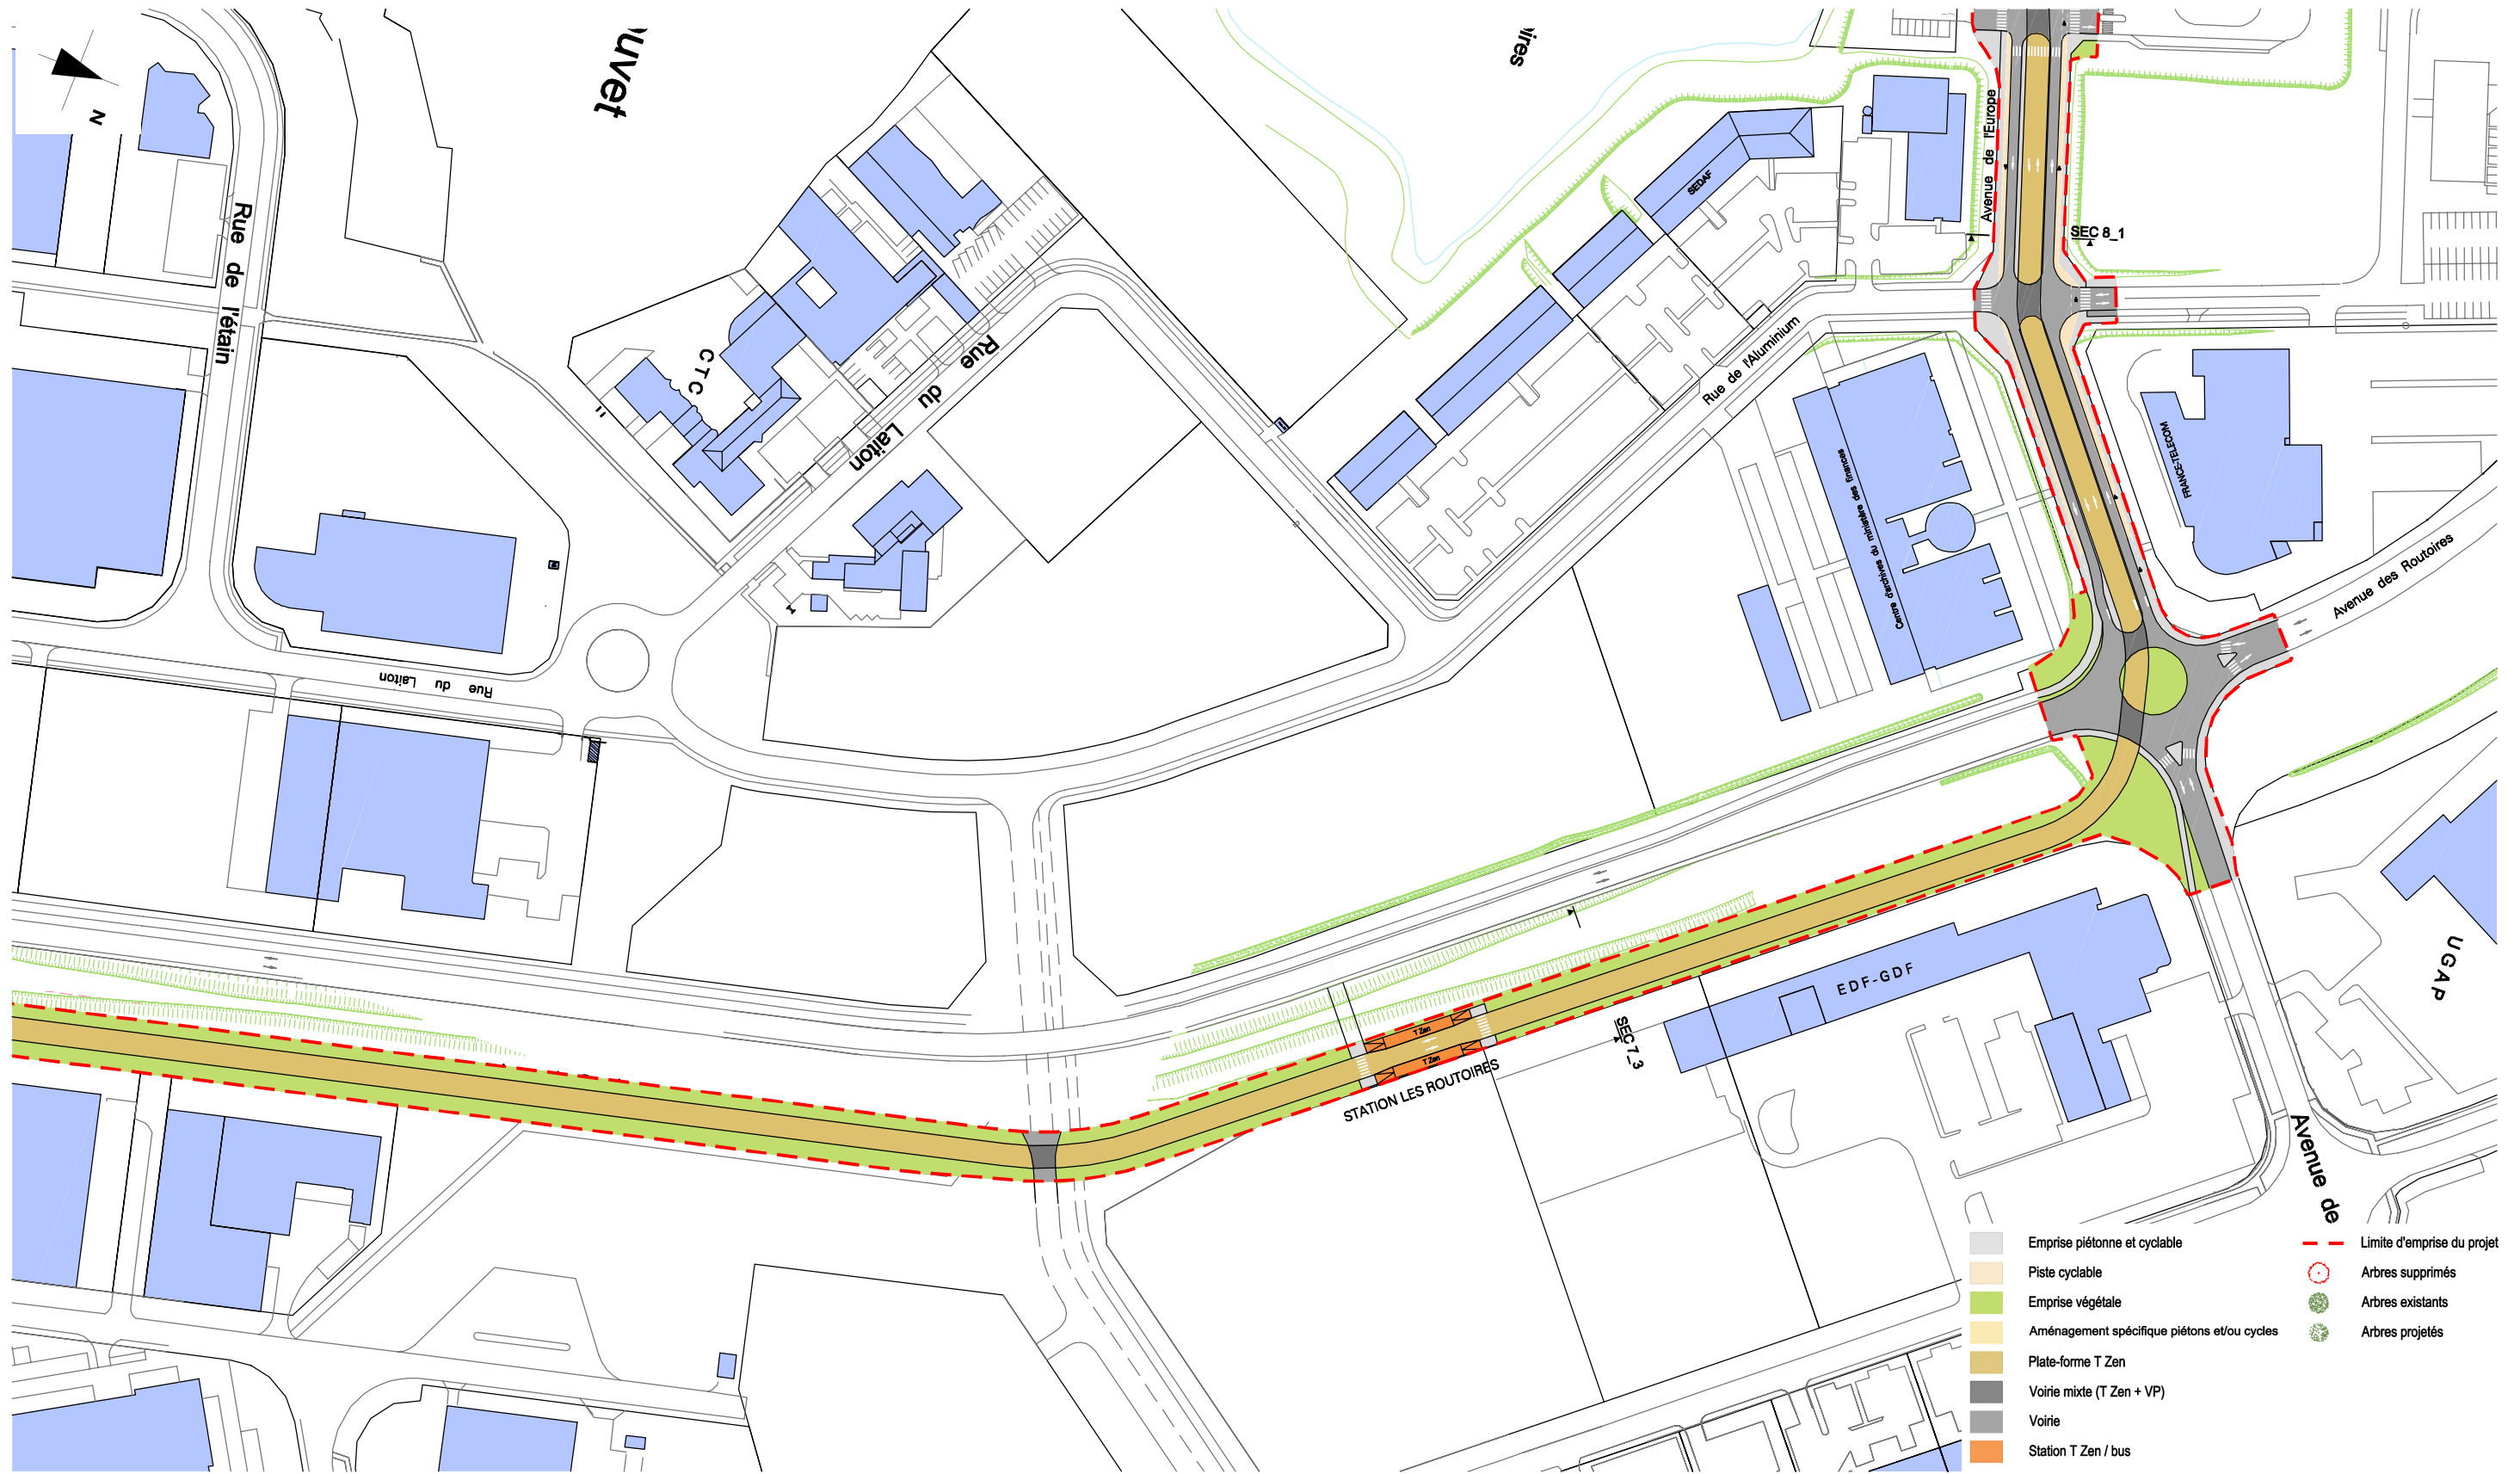 N
Rue de l'étain
ouvet
oires
CTC
Rue du Laiton
Rue du Laiton
SEDAF
Rue de l'Aluminium
Avenue de l'Europe
SEC 8_1
Centre d'archives du ministère des finances
FRANCE-TELECOM
Avenue des Routoires
UGAP
EDF-GDF
T Zen
T Zen
STATION LES ROUTOIRES
SEC 7_3
Avenue de
Emprise piétonne et cyclable
Piste cyclable
Emprise végétale
Aménagement spécifique piétons et/ou cycles
Plate-forme T Zen
Voirie mixte (T Zen + VP)
Voirie
Station T Zen / bus
Limite d'emprise du projet
Arbres supprimés
Arbres existants
Arbres projetés